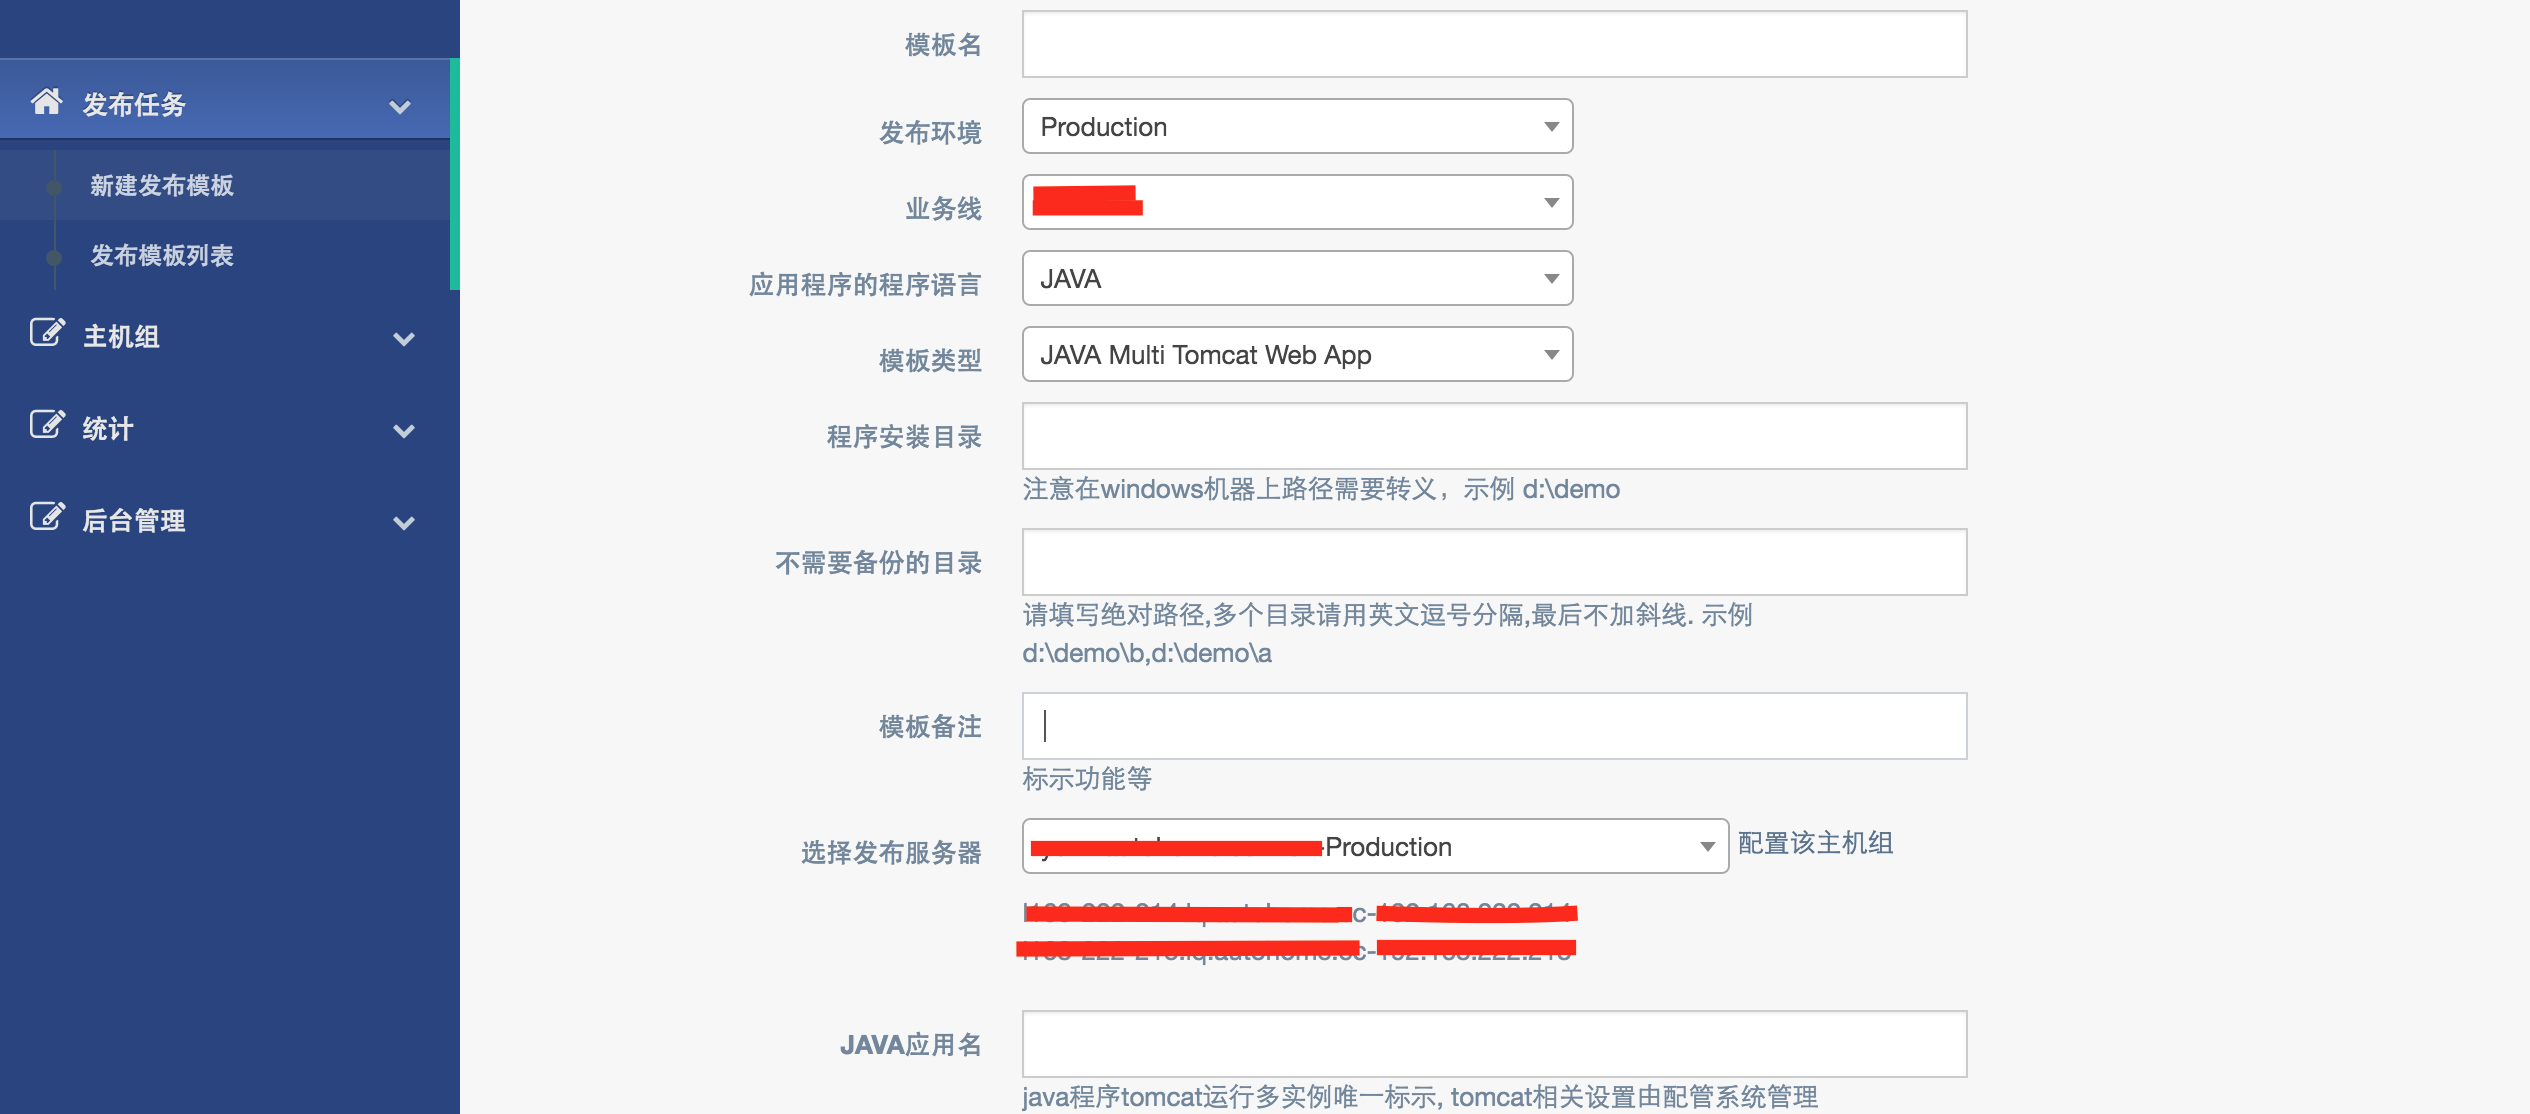 发布任务
新建发布模板
发布模板列表
主机组
统计
后台管理
模板名
发布环境 Production
业务线
应用程序的程序语言 JAVA
模板类型 JAVA Multi Tomcat Web App
程序安装目录
注意在windows机器上路径需要转义，示例 d:\demo
不需要备份的目录
请填写绝对路径,多个目录请用英文逗号分隔,最后不加斜线. 示例
d:\demo\b,d:\demo\a
模板备注
标示功能等
选择发布服务器 -Production 配置该主机组
JAVA应用名
java程序tomcat运行多实例唯一标示, tomcat相关设置由配管系统管理